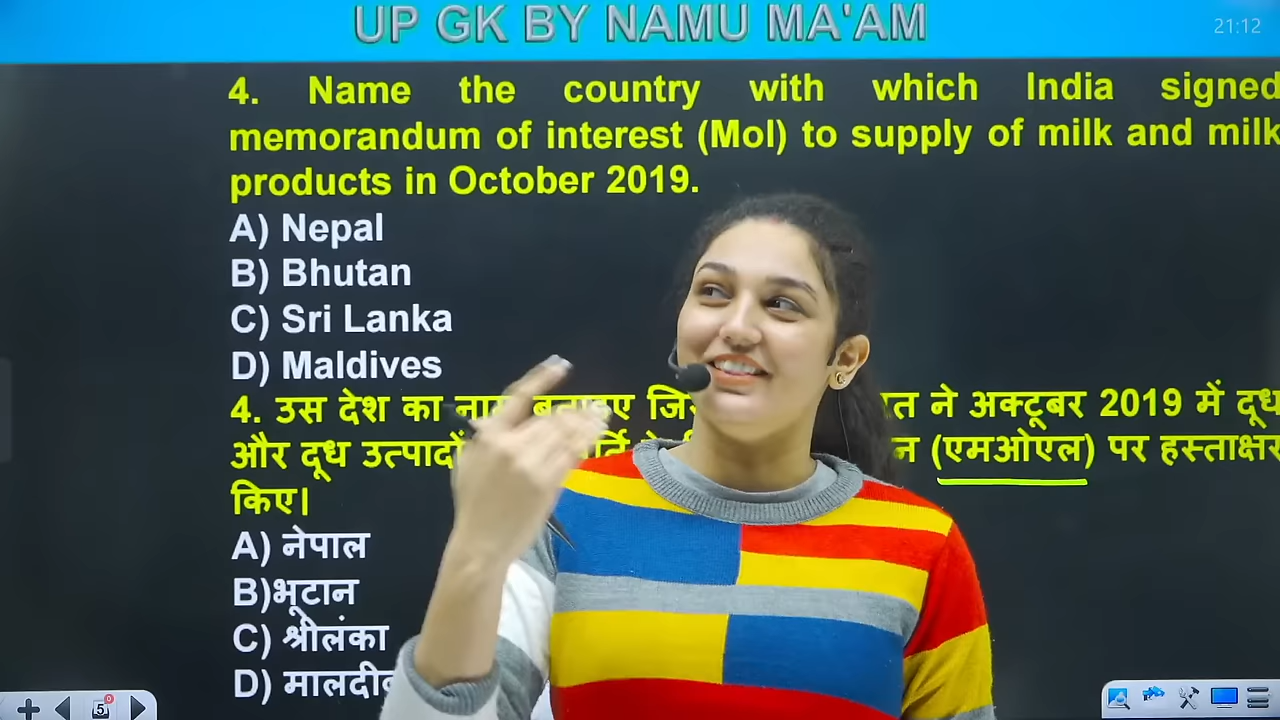 UP GK BY NAMU MA'AM
21:12
4. Name the country with which India signed
memorandum of interest (MoI) to supply of milk and milk
products in October 2019.
A) Nepal
B) Bhutan
C) Sri Lanka
D) Maldives
4. उस देश का ने अक्टूबर 2019 में दूध
और दूध (एमओएल) पर हस्ताक्षर
किए।
A) नेपाल
B)भूटान
C) श्रीलंका
D)
5
0